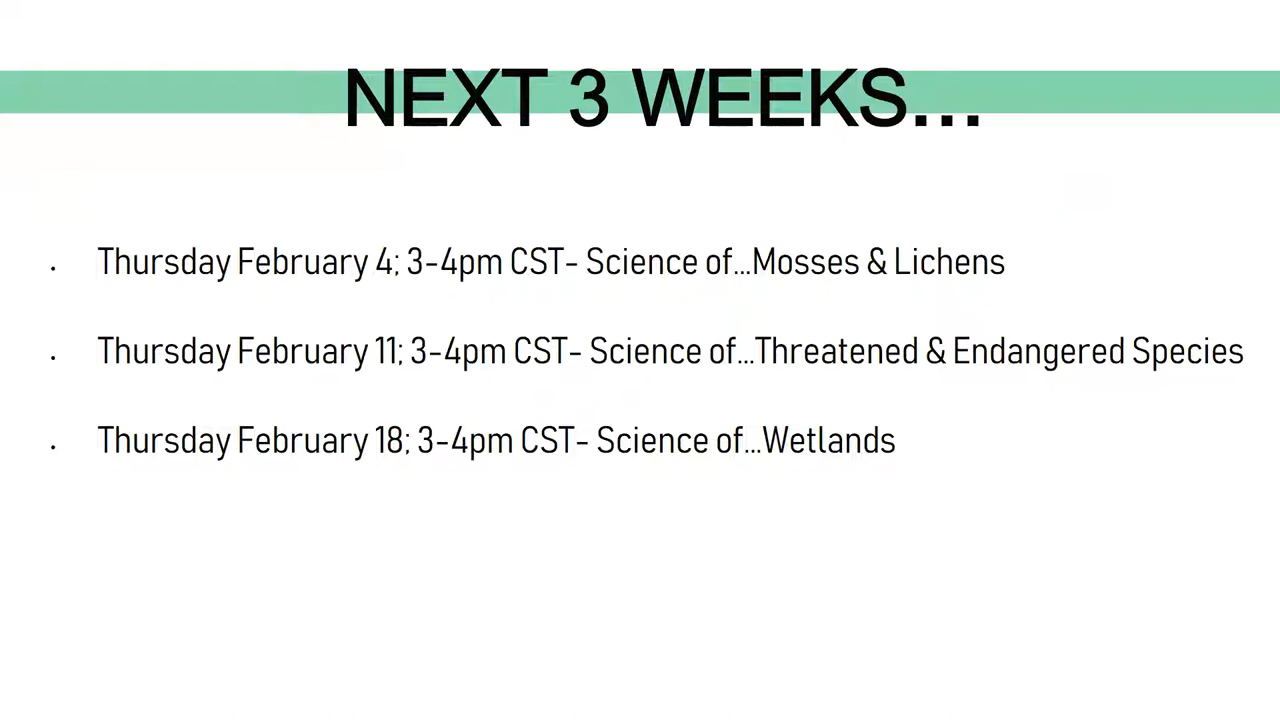 NEXT 3 WEEKS...
• Thursday February 4; 3-4pm CST- Science of...Mosses & Lichens
• Thursday February 11; 3-4pm CST- Science of...Threatened & Endangered Species
• Thursday February 18; 3-4pm CST- Science of...Wetlands